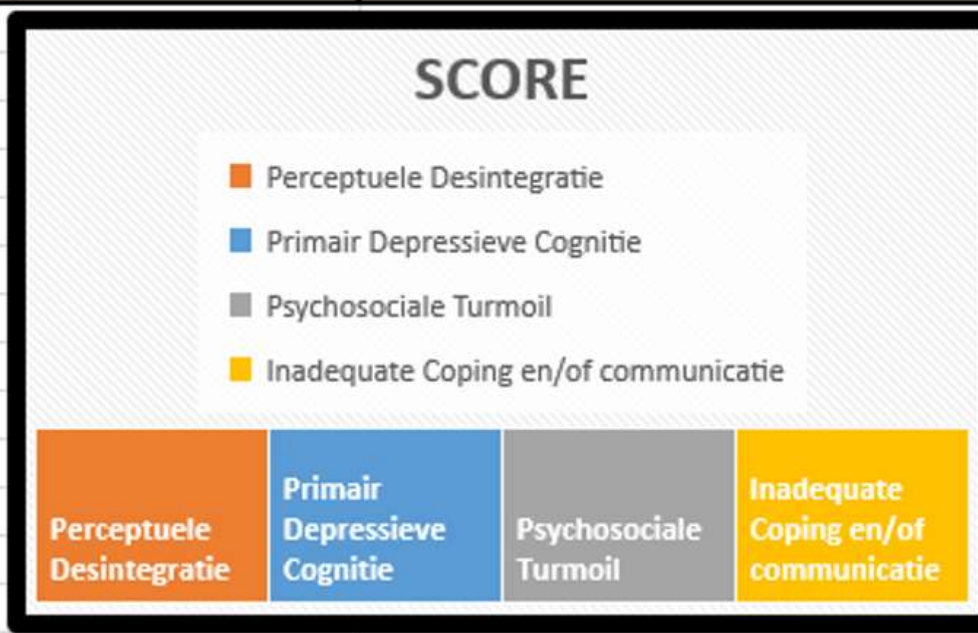 SCORE
Perceptuele Desintegratie
Primair Depressieve Cognitie
Psychosociale Turmoil
Inadequate Coping en/of communicatie
Perceptuele
Desintegratie
Primair
Depressieve
Cognitie
Psychosociale
Turmoil
Inadequate
Coping en/of
communicatie